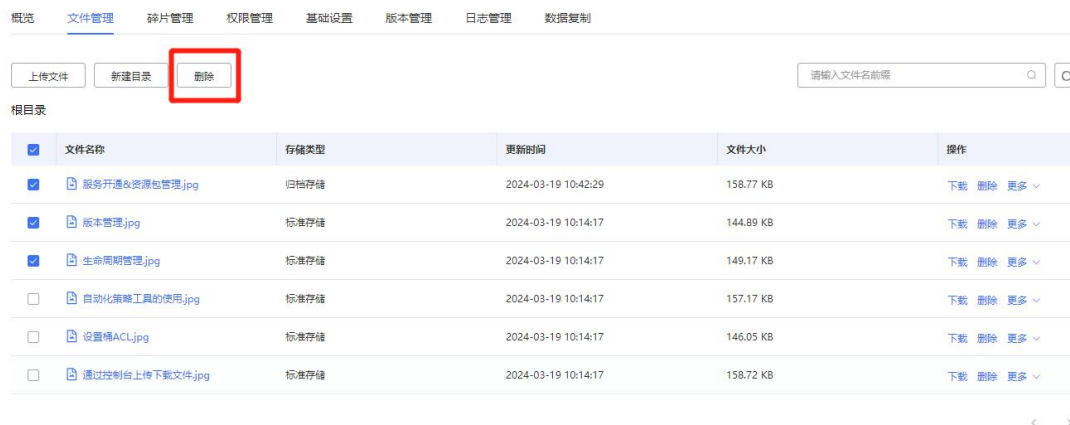 概览 文件管理 碎片管理 权限管理 基础设置 版本管理 日志管理 数据复制
上传文件 新建目录 删除 请输入文件名前缀
根目录
文件名称 存储类型 更新时间 文件大小 操作
服务开通&资源包管理.jpg 归档存储 2024-03-19 10:42:29 158.77 KB 下载 删除 更多
版本管理.jpg 标准存储 2024-03-19 10:14:17 144.89 KB 下载 删除 更多
生命周期管理.jpg 标准存储 2024-03-19 10:14:17 149.17 KB 下载 删除 更多
自动化策略工具的使用.jpg 标准存储 2024-03-19 10:14:17 157.17 KB 下载 删除 更多
设置桶ACL.jpg 标准存储 2024-03-19 10:14:17 146.05 KB 下载 删除 更多
通过控制台上传下载文件.jpg 标准存储 2024-03-19 10:14:17 158.72 KB 下载 删除 更多